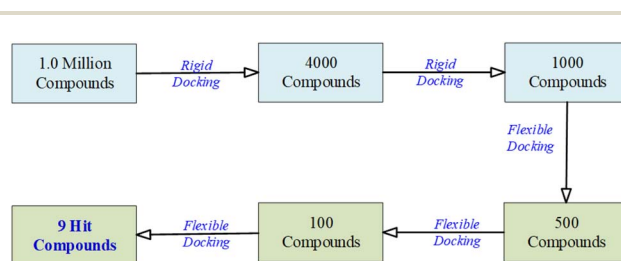 1.0 Million
Compounds
Rigid
Docking
4000
Compounds
Rigid
Docking
1000
Compounds
Flexible
Docking
500
Compounds
Flexible
Docking
100
Compounds
Flexible
Docking
9 Hit
Compounds